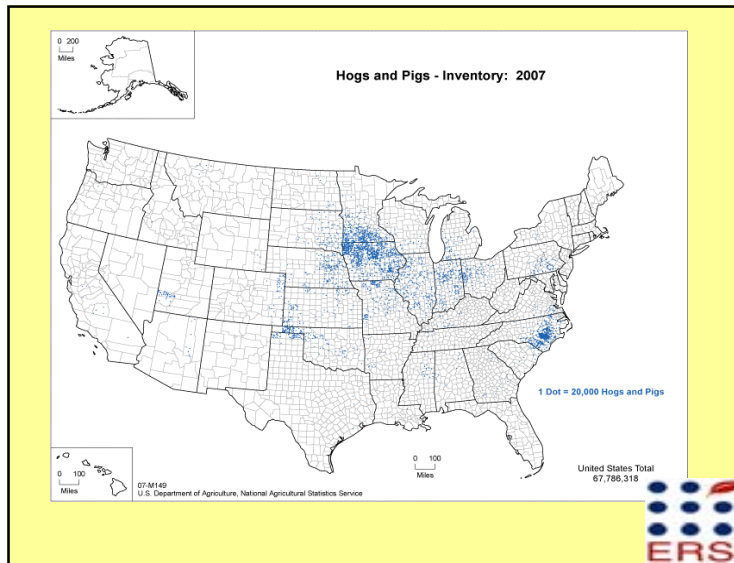 0 200
Miles
Hogs and Pigs - Inventory: 2007
1 Dot = 20,000 Hogs and Pigs
0 100
Miles
0 100
Miles
07-M149
U.S. Department of Agriculture, National Agricultural Statistics Service
United States Total
67,786,318
ERS